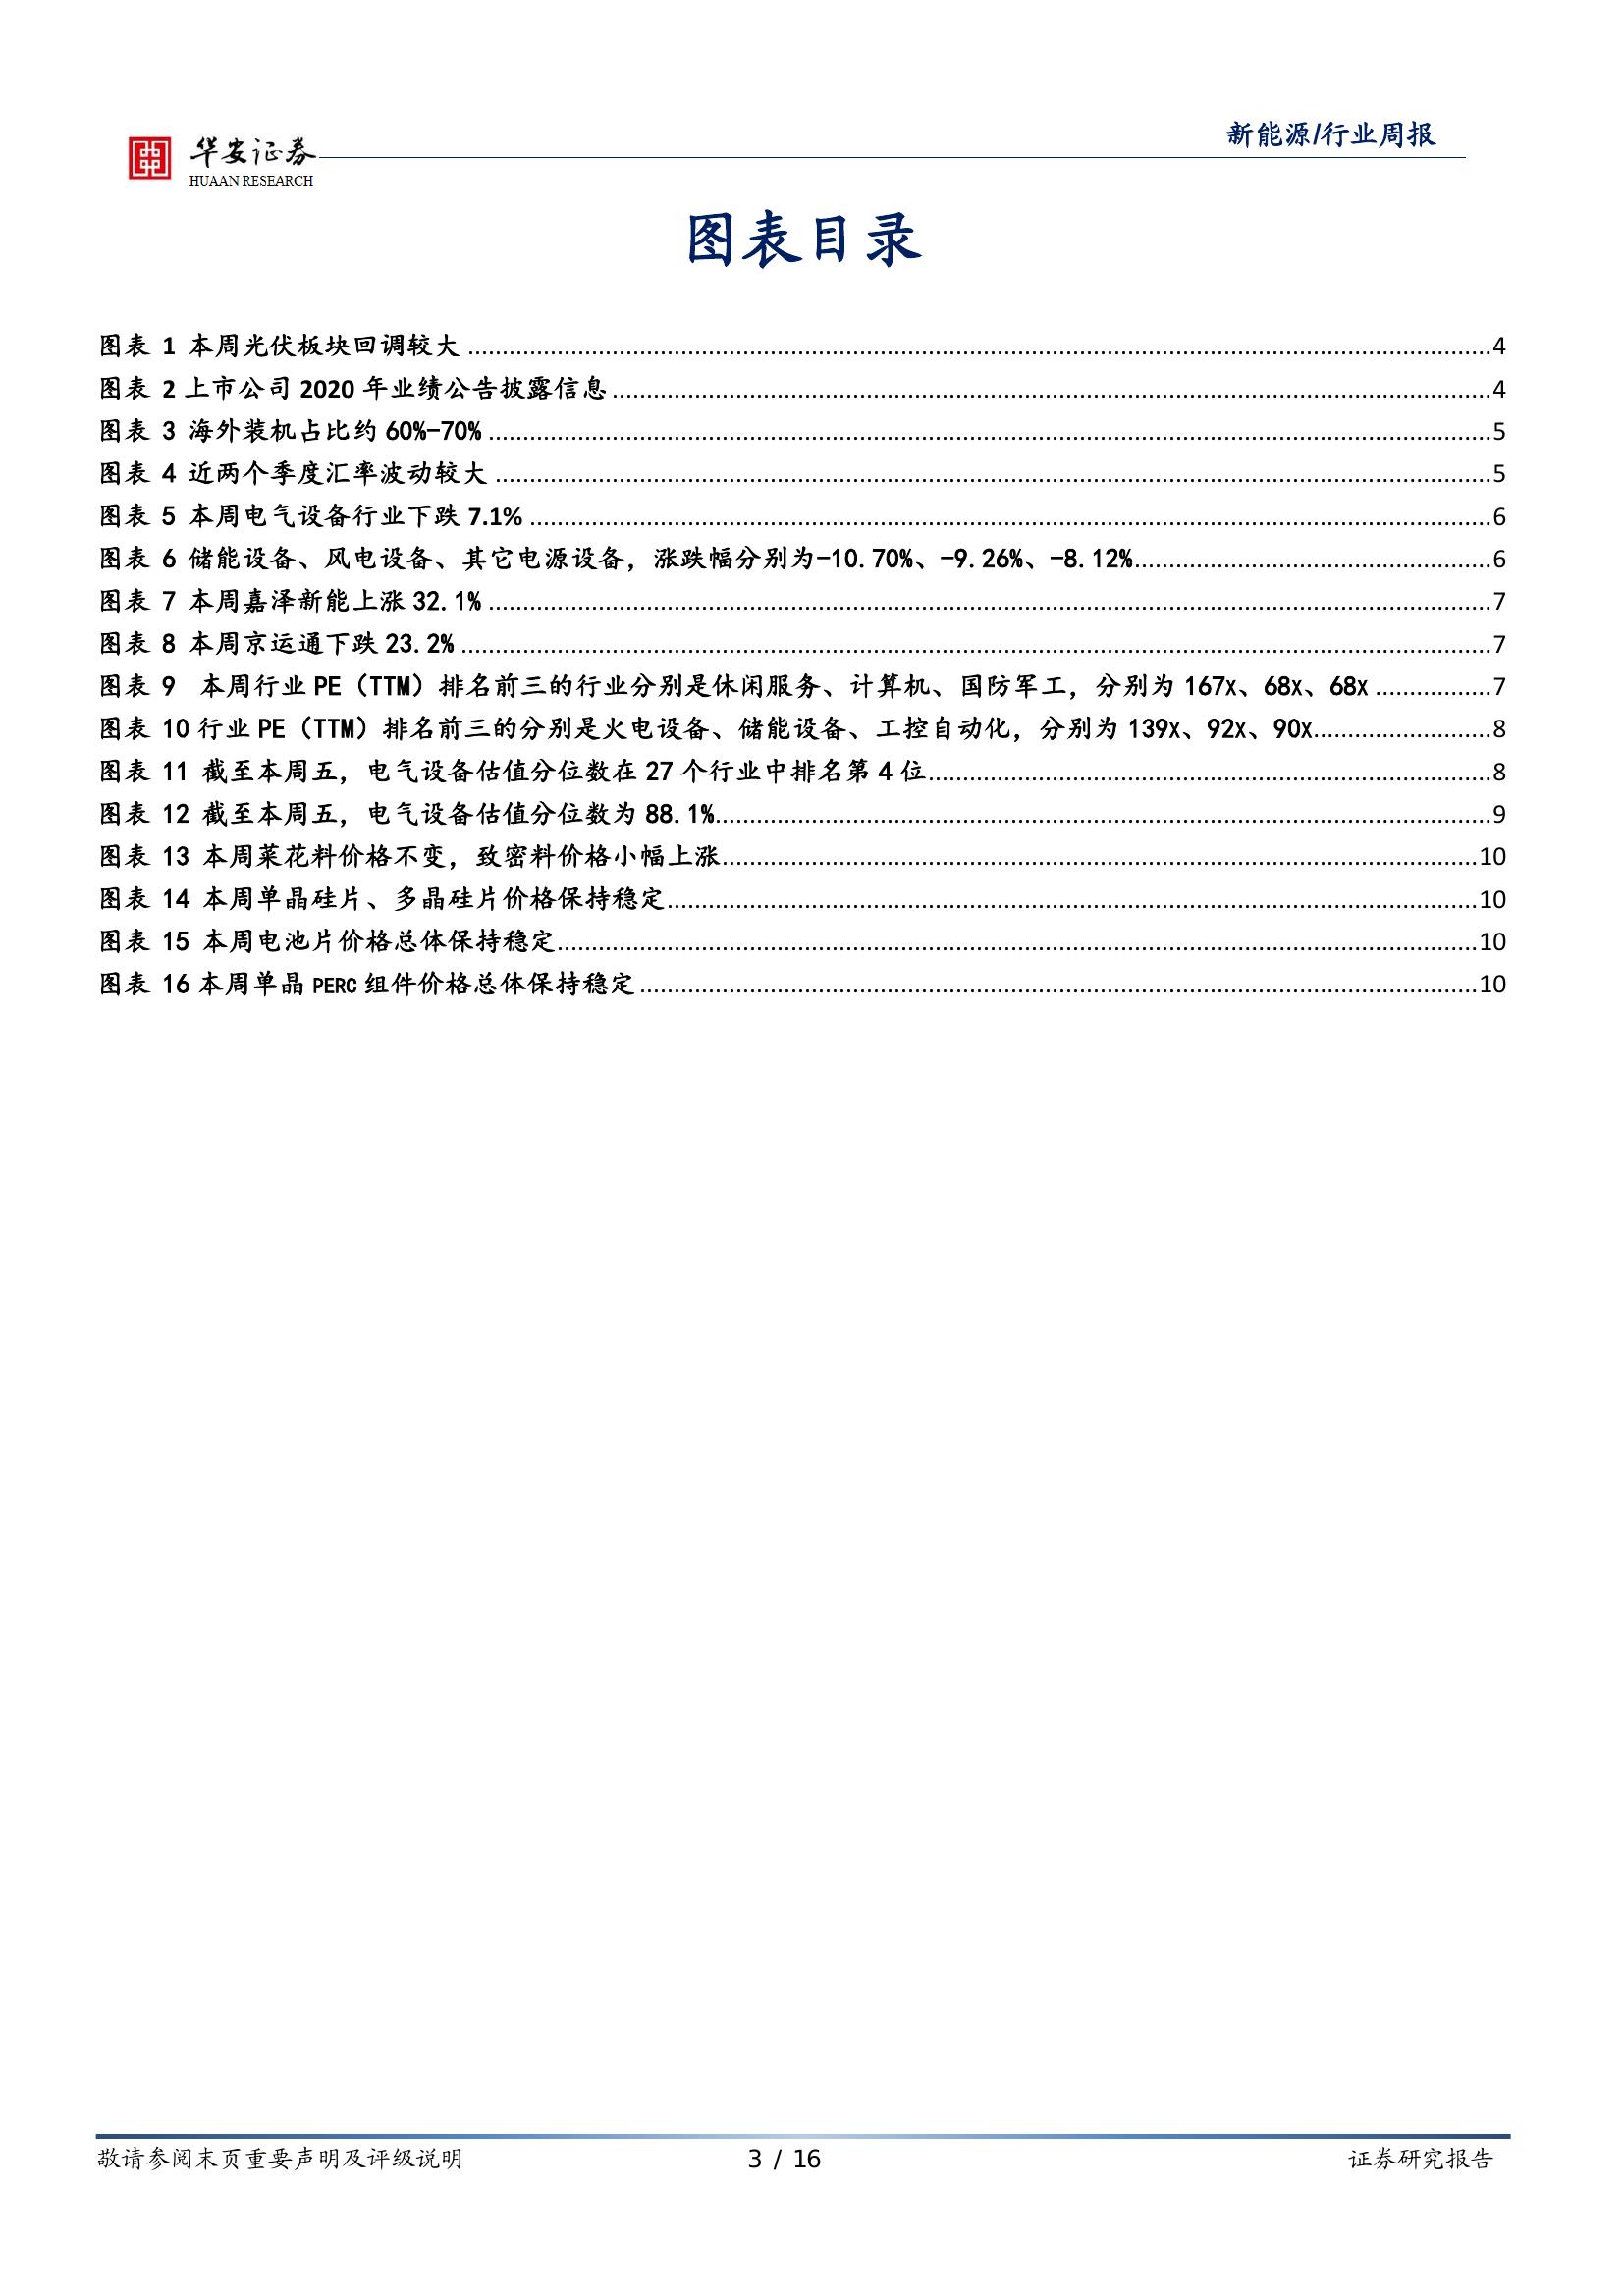 华安证券
HUAAN RESEARCH
新能源/行业周报
图表目录
图表 1 本周光伏板块回调较大 4
图表 2 上市公司 2020 年业绩公告披露信息 4
图表 3 海外装机占比约 60%-70% 5
图表 4 近两个季度汇率波动较大 5
图表 5 本周电气设备行业下跌 7.1% 6
图表 6 储能设备、风电设备、其它电源设备，涨跌幅分别为-10.70%、-9.26%、-8.12% 6
图表 7 本周嘉泽新能上涨 32.1% 7
图表 8 本周京运通下跌 23.2% 7
图表 9 本周行业 PE（TTM）排名前三的行业分别是休闲服务、计算机、国防军工，分别为 167x、68x、68x 7
图表 10 行业 PE（TTM）排名前三的分别是火电设备、储能设备、工控自动化，分别为 139x、92x、90x 8
图表 11 截至本周五，电气设备估值分位数在 27 个行业中排名第 4 位 8
图表 12 截至本周五，电气设备估值分位数为 88.1% 9
图表 13 本周菜花料价格不变，致密料价格小幅上涨 10
图表 14 本周单晶硅片、多晶硅片价格保持稳定 10
图表 15 本周电池片价格总体保持稳定 10
图表 16 本周单晶 PERC 组件价格总体保持稳定 10
敬请参阅末页重要声明及评级说明 3 / 16 证券研究报告